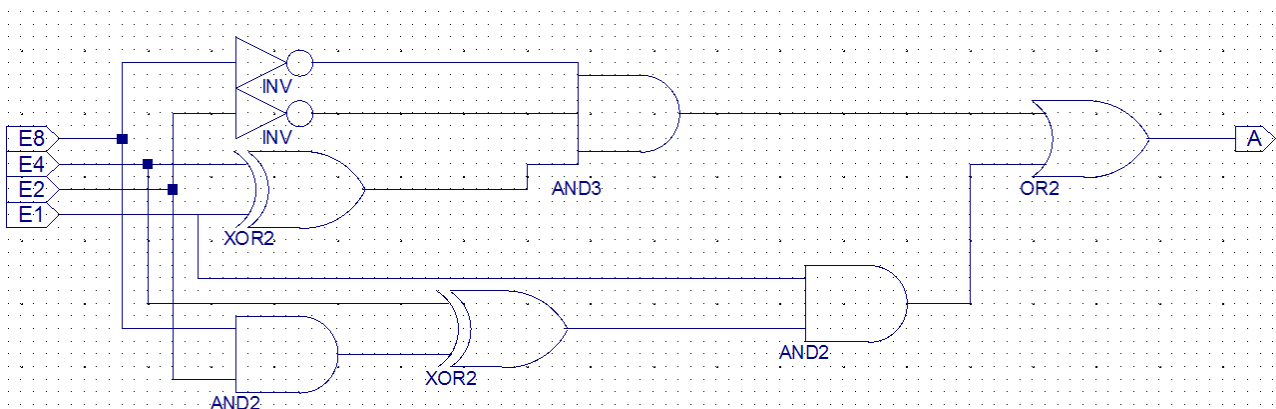 INV
INV
E8
E4
E2
E1
A
AND3
OR2
XOR2
AND2
XOR2
AND2